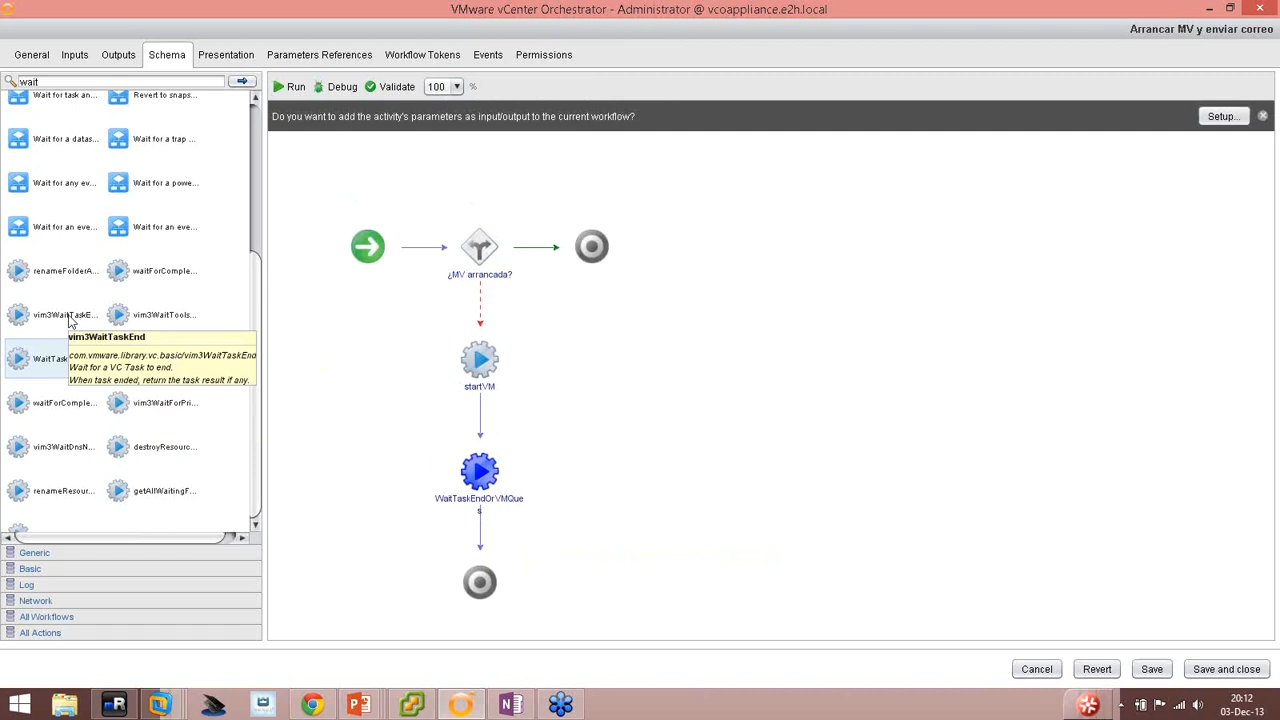 VMware vCenter Orchestrator - Administrator @ vcoappliance.e2h.local
Arrancar MV y enviar correo
General Inputs Outputs Schema Presentation Parameters References Workflow Tokens Events Permissions
wait
Run Debug Validate 100 %
Do you want to add the activity's parameters as input/output to the current workflow? Setup...
Wait for task an... Revert to snaps...
Wait for a datas... Wait for a trap ...
Wait for any ev... Wait for a powe...
Wait for an eve... Wait for an eve...
renameFolderA... waitForComple...
vim3WaitTaskE... vim3WaitTools...
vim3WaitTaskEnd
com.vmware.library.vc.basic/vim3WaitTaskEnd
Wait for a VC Task to end.
When task ended, return the task result if any.
WaitTask
waitForComple... vim3WaitForPri...
vim3WaitDnsN... destroyResourc...
renameResour... getAllWaitingF...
Generic
Basic
Log
Network
All Workflows
All Actions
¿MV arrancada?
startVM
WaitTaskEndOrVMQue
s
Cancel Revert Save Save and close
mR
20:12
03-Dec-13